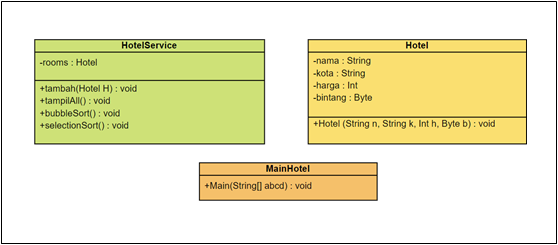 HotelService
-rooms : Hotel
+tambah(Hotel H) : void
+tampilAll() : void
+bubbleSort() : void
+selectionSort() : void
Hotel
-nama : String
-kota : String
-harga : Int
-bintang : Byte
+Hotel (String n, String k, Int h, Byte b) : void
MainHotel
+Main(String[] abcd) : void